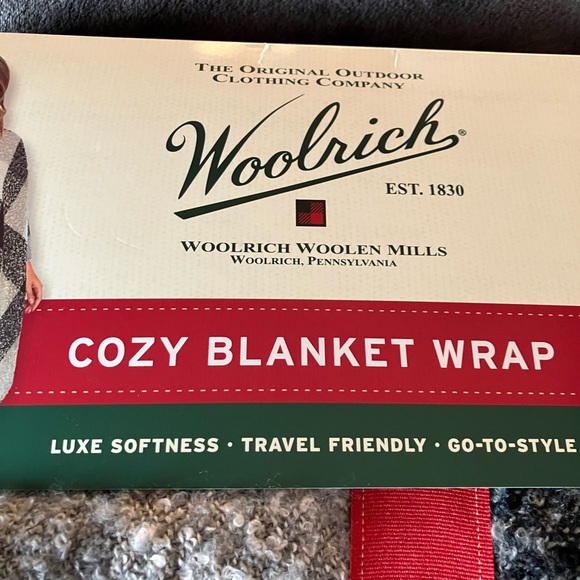 THE ORIGINAL OUTDOOR
CLOTHING COMPANY
Woolrich®
EST. 1830
WOOLRICH WOOLEN MILLS
WOOLRICH, PENNSYLVANIA
COZY BLANKET WRAP
LUXE SOFTNESS · TRAVEL FRIENDLY · GO-TO-STYLE